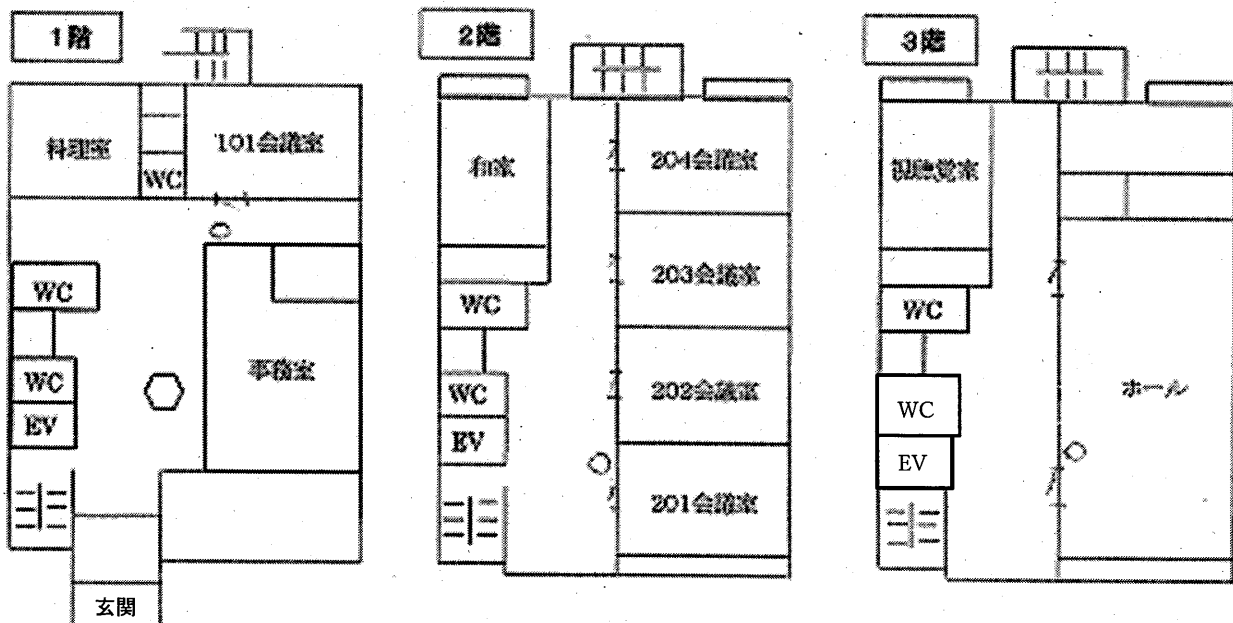 1階
料理室
WC
101会議室
WC
WC
EV
事務室
玄関
2階
和室
204会議室
203会議室
WC
202会議室
WC
EV
201会議室
3階
視聴覚室
WC
ホール
WC
EV